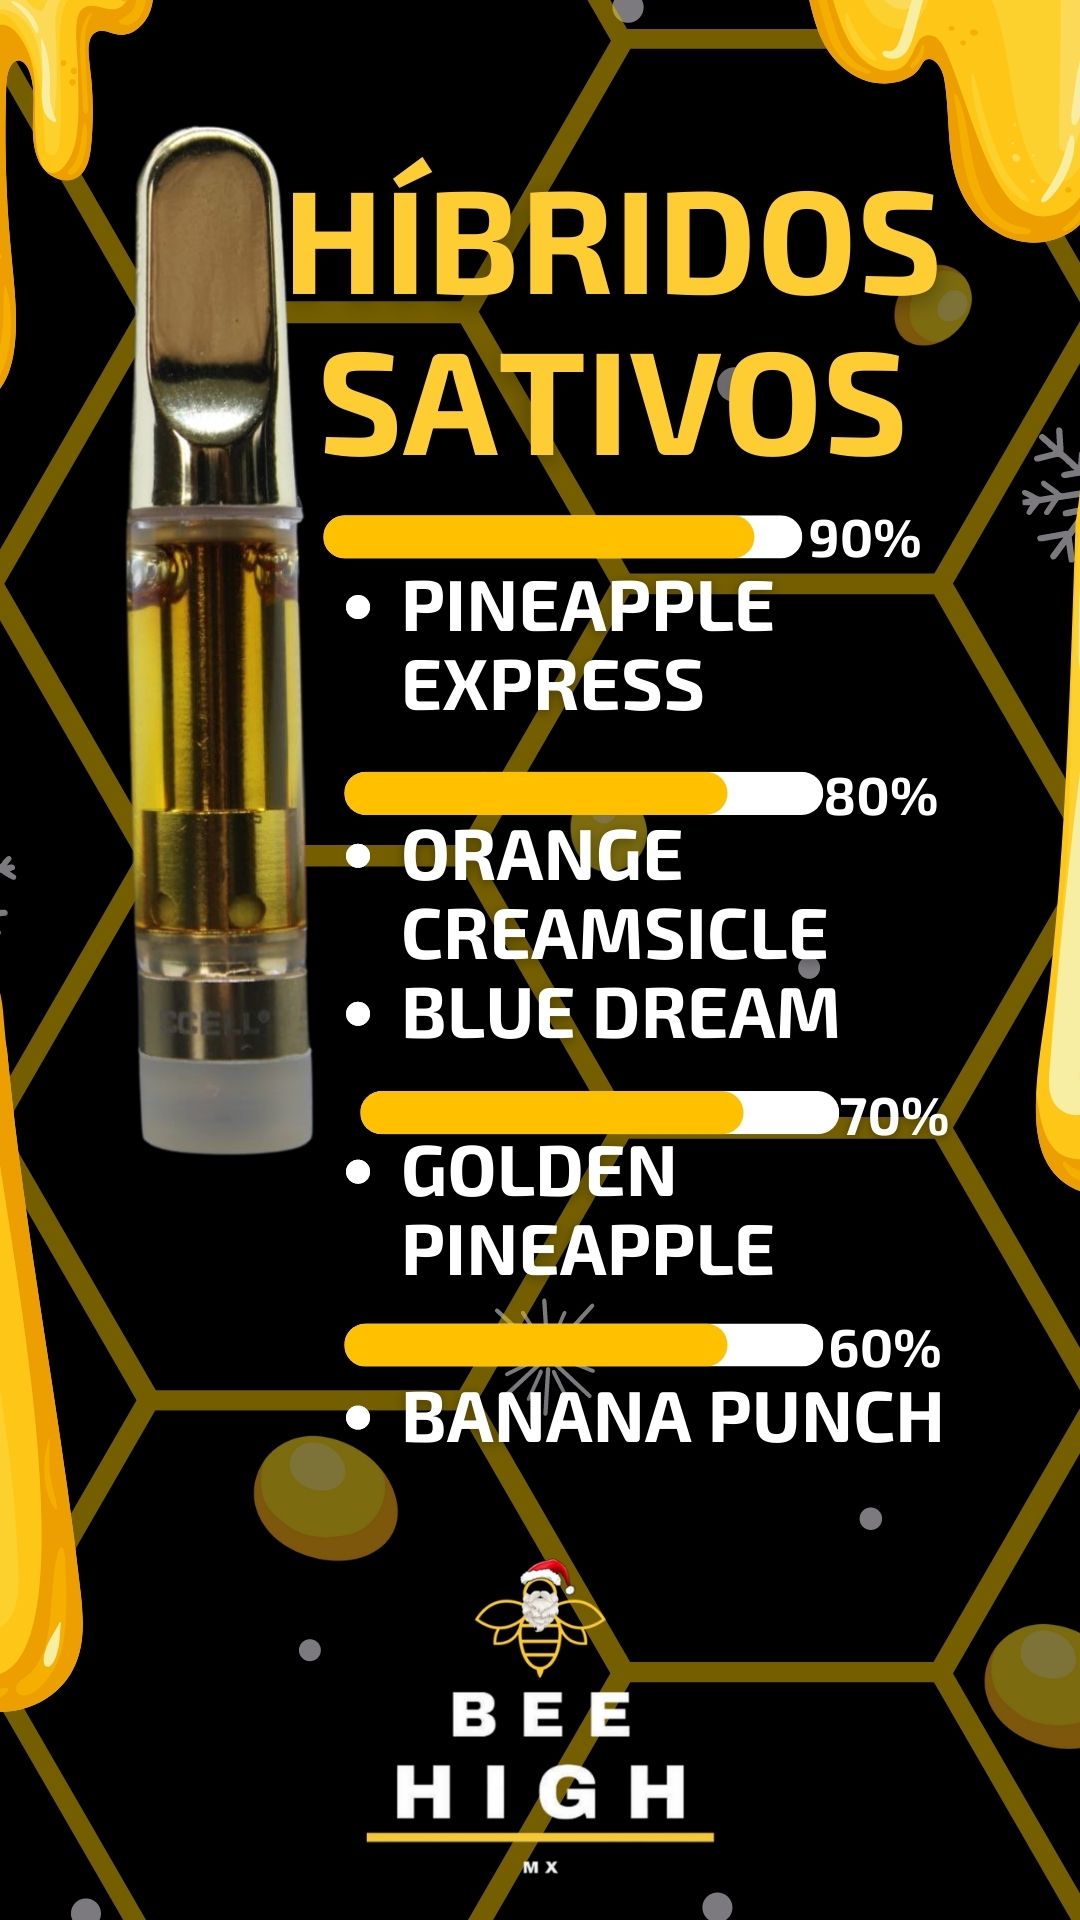 HÍBRIDOS
SATIVOS
90%
• PINEAPPLE
EXPRESS
80%
• ORANGE
CREAMSICLE
• BLUE DREAM
70%
• GOLDEN
PINEAPPLE
60%
• BANANA PUNCH
CCELL®
BEE
HIGH
MX